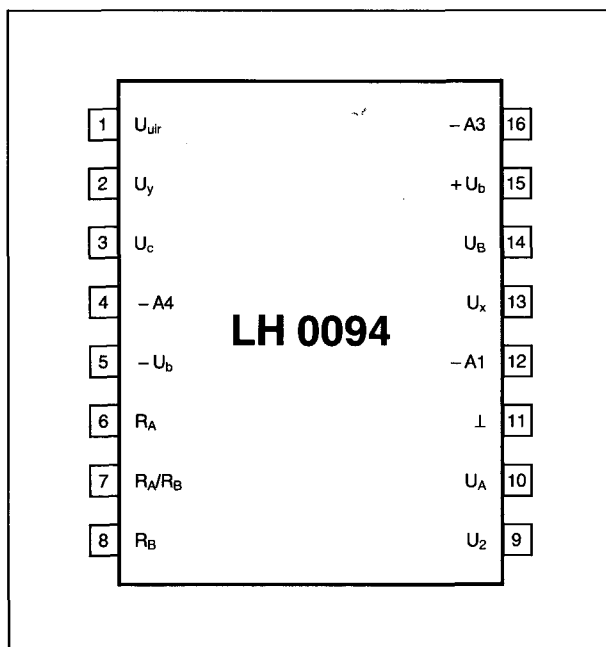 1 U_uir -A3 16
2 U_y +U_b 15
3 U_c U_B 14
4 -A4 U_x 13
LH 0094
5 -U_b -A1 12
6 R_A ⊥ 11
7 R_A/R_B U_A 10
8 R_B U_2 9